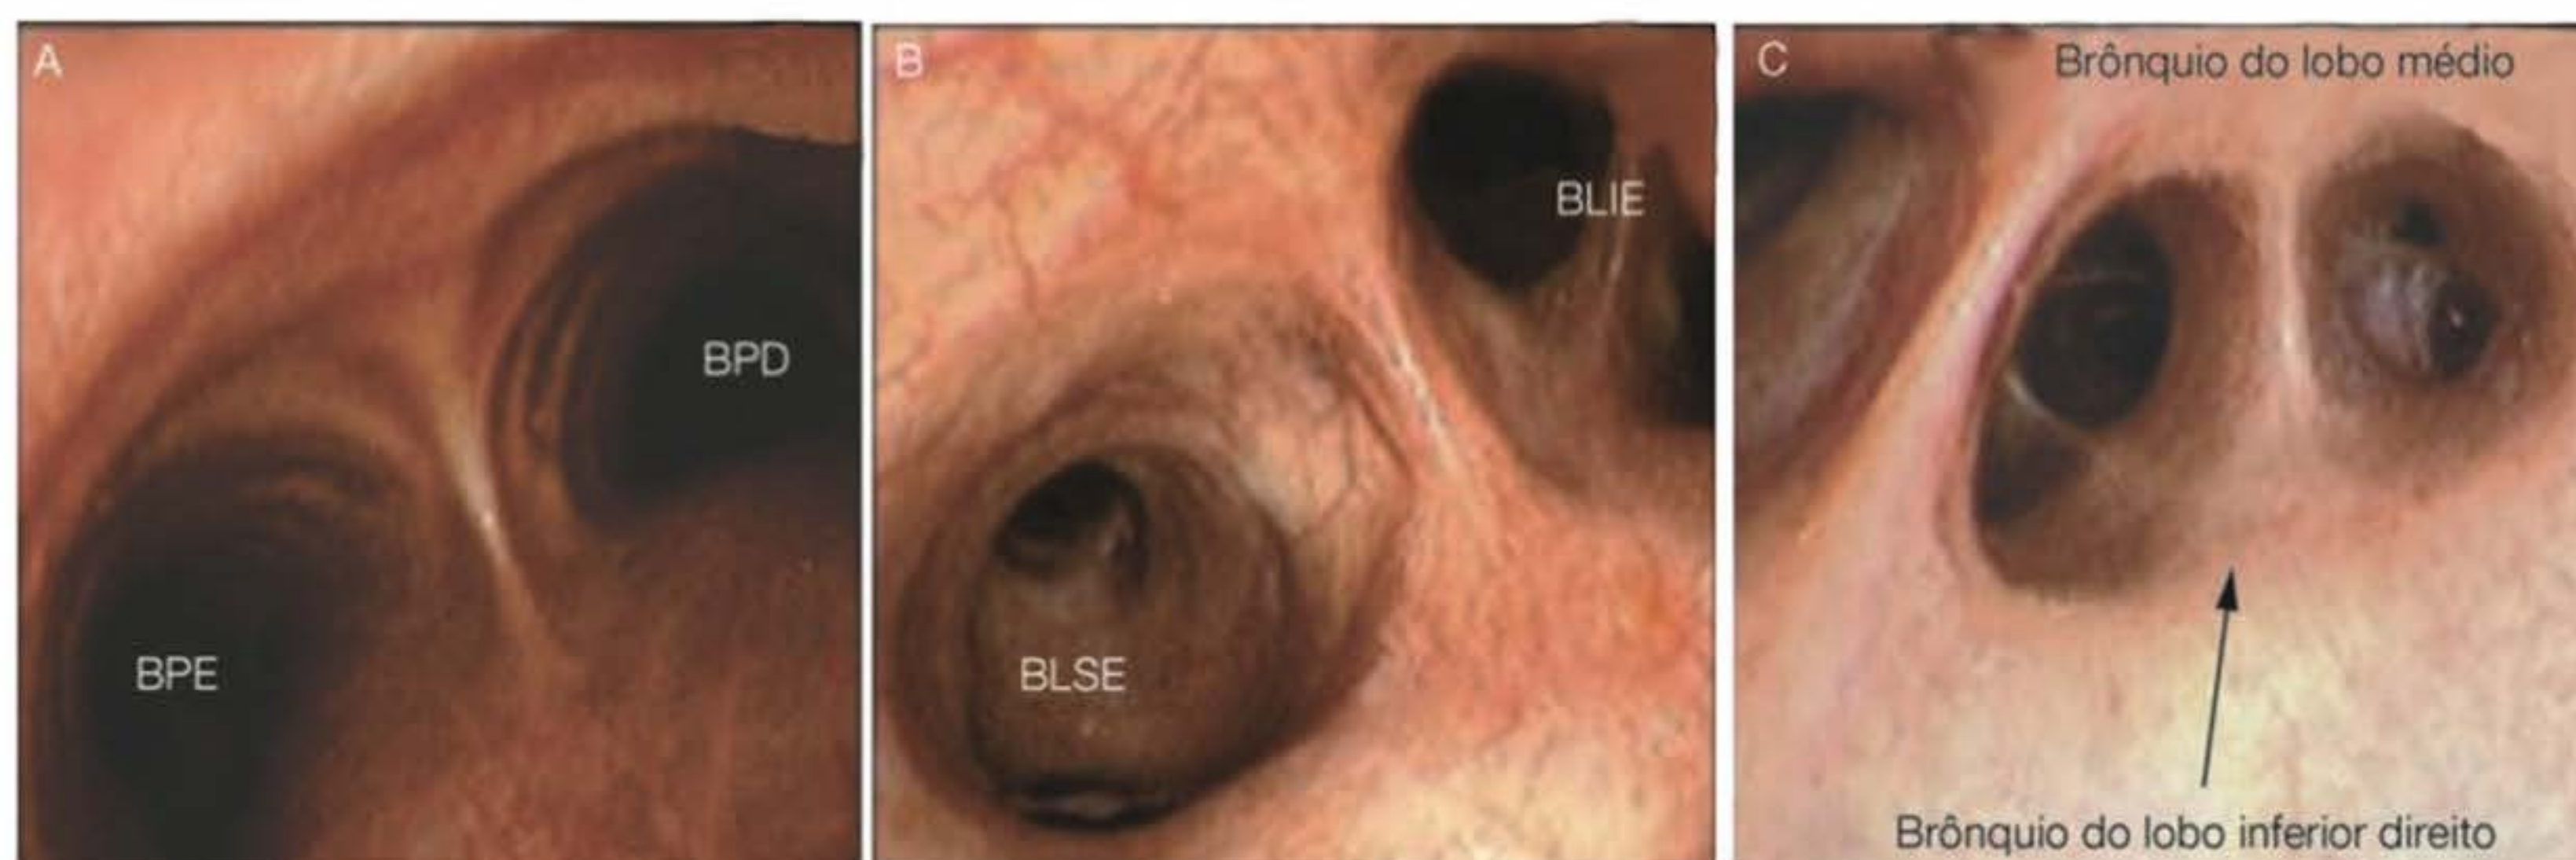 A
BPD
BPE
B
BLIE
BLSE
C
Brônquio do lobo médio
Brônquio do lobo inferior direito